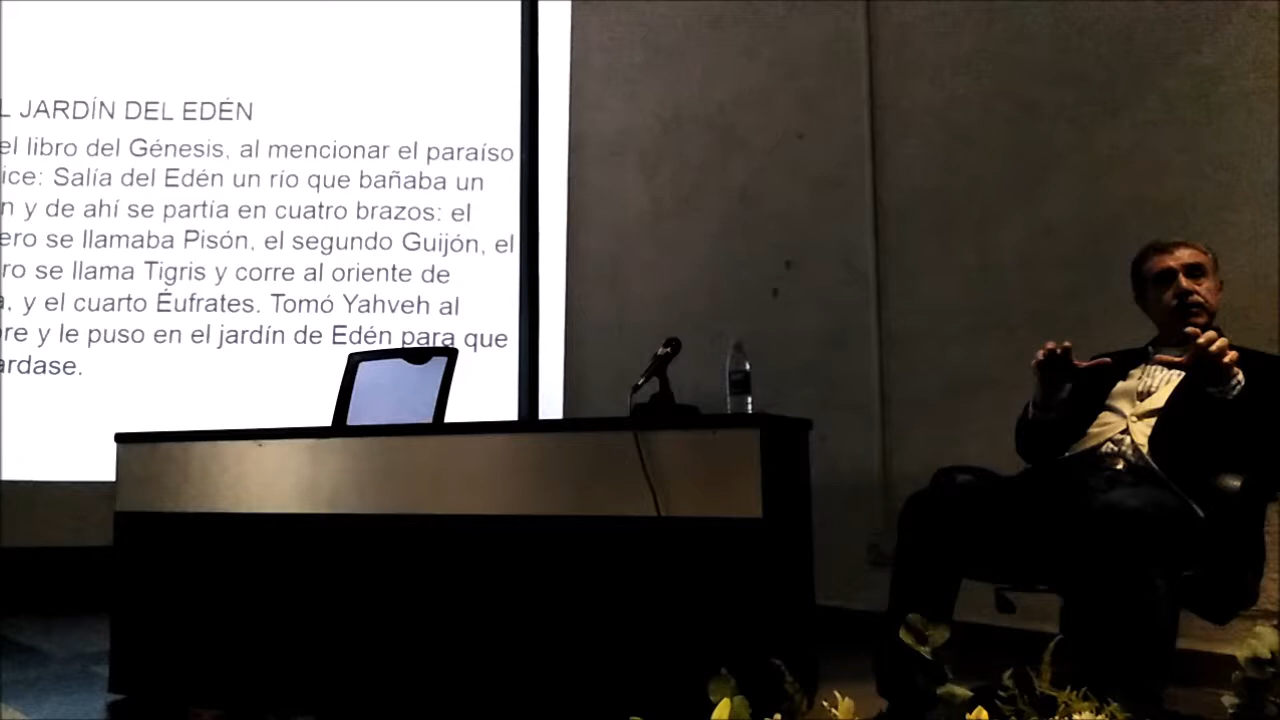 L JARDÍN DEL EDÉN
el libro del Génesis, al mencionar el paraíso
ice: Salía del Edén un río que bañaba un
n y de ahí se partía en cuatro brazos: el
ero se llamaba Pisón, el segundo Guijón, el
ro se llama Tigris y corre al oriente de
, y el cuarto Éufrates. Tomó Yahveh al
re y le puso en el jardín de Edén para que
ardase.